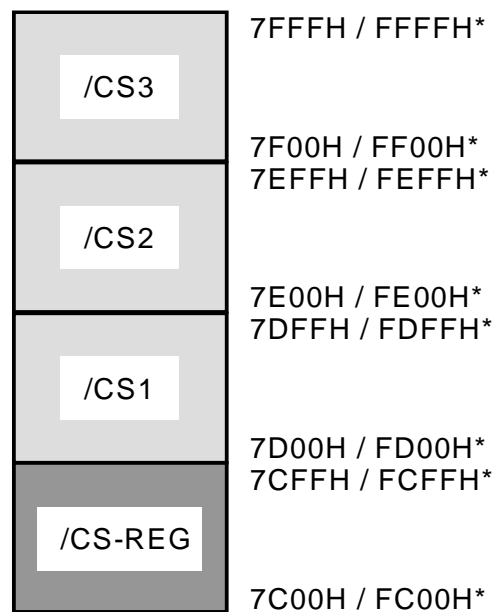 7FFFH / FFFFH*
/CS3
7F00H / FF00H*
7EFFH / FEFFH*
/CS2
7E00H / FE00H*
7DFFH / FDFFH*
/CS1
7D00H / FD00H*
7CFFH / FCFFH*
/CS-REG
7C00H / FC00H*